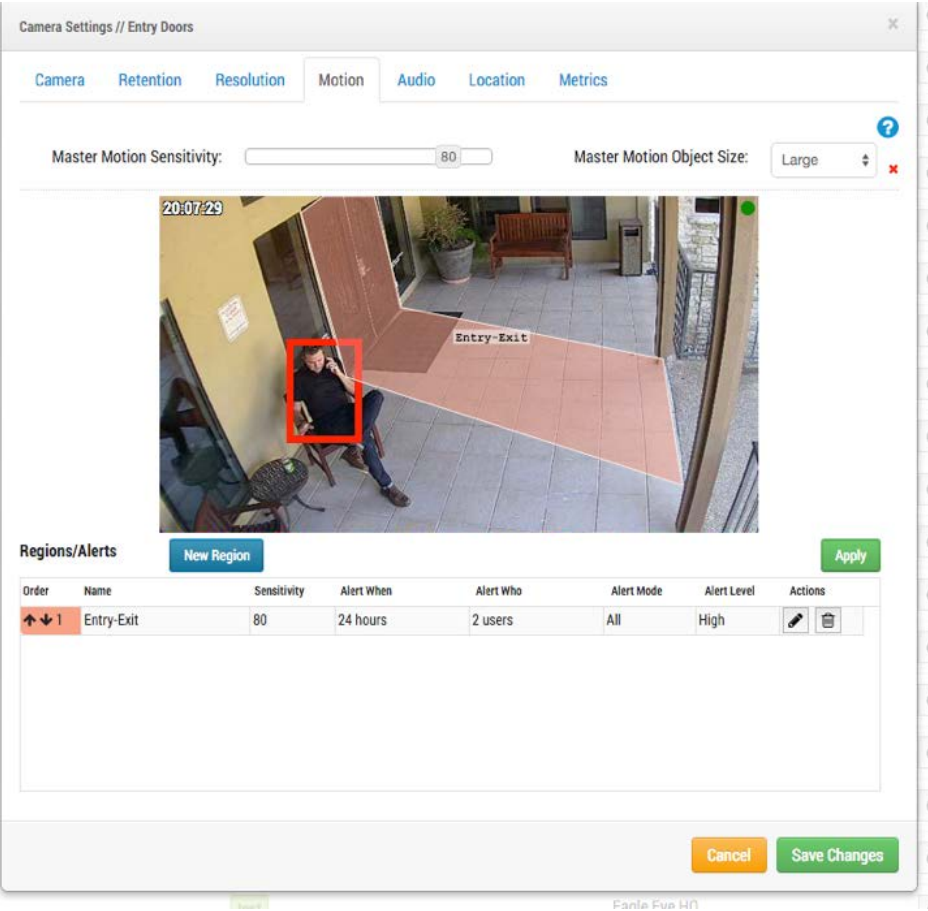 Camera Settings // Entry Doors ×
Camera Retention Resolution Motion Audio Location Metrics
?
Master Motion Sensitivity: 80 Master Motion Object Size: Large
20:07:29
Entry-Exit
Regions/Alerts New Region Apply
Order Name Sensitivity Alert When Alert Who Alert Mode Alert Level Actions
1 Entry-Exit 80 24 hours 2 users All High
Cancel Save Changes
test Eagle Eye HQ